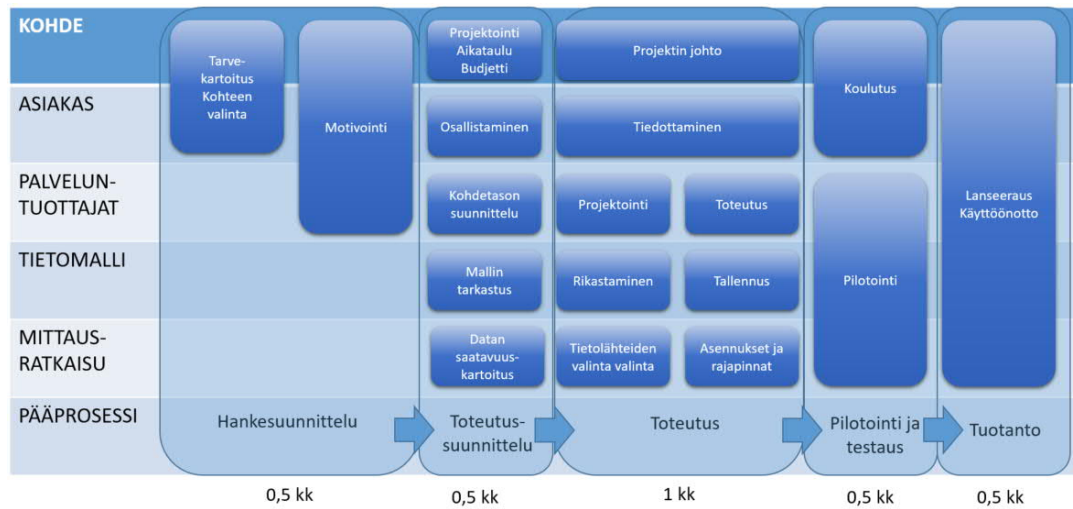 KOHDE
Tarve-
kartoitus
Kohteen
valinta
Motivointi
Projektointi
Aikataulu
Budjetti
Projektin johto
Koulutus
Lanseeraus
Käyttöönotto
ASIAKAS
Osallistaminen
Tiedottaminen
PALVELUN-
TUOTTAJAT
Kohdetason
suunnittelu
Projektointi
Toteutus
Pilotointi
TIETOMALLI
Mallin
tarkastus
Rikastaminen
Tallennus
MITTAUS-
RATKAISU
Datan
saatavuus-
kartoitus
Tietolähteiden
valinta valinta
Asennukset ja
rajapinnat
PÄÄPROSESSI
Hankesuunnittelu
Toteutus-
suunnittelu
Toteutus
Pilotointi ja
testaus
Tuotanto
0,5 kk
0,5 kk
1 kk
0,5 kk
0,5 kk